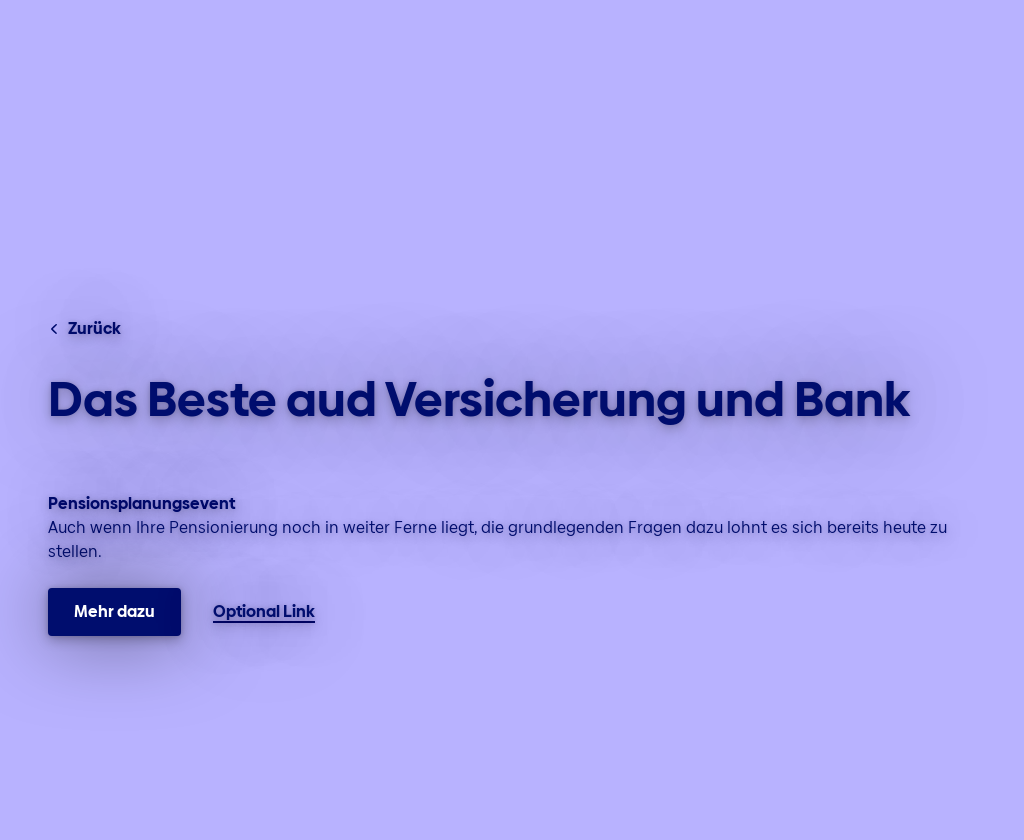 Zurück
Das Beste aud Versicherung und Bank
Pensionsplanungsevent
Auch wenn Ihre Pensionierung noch in weiter Ferne liegt, die grundlegenden Fragen dazu lohnt es sich bereits heute zu
stellen.
Mehr dazu
Optional Link